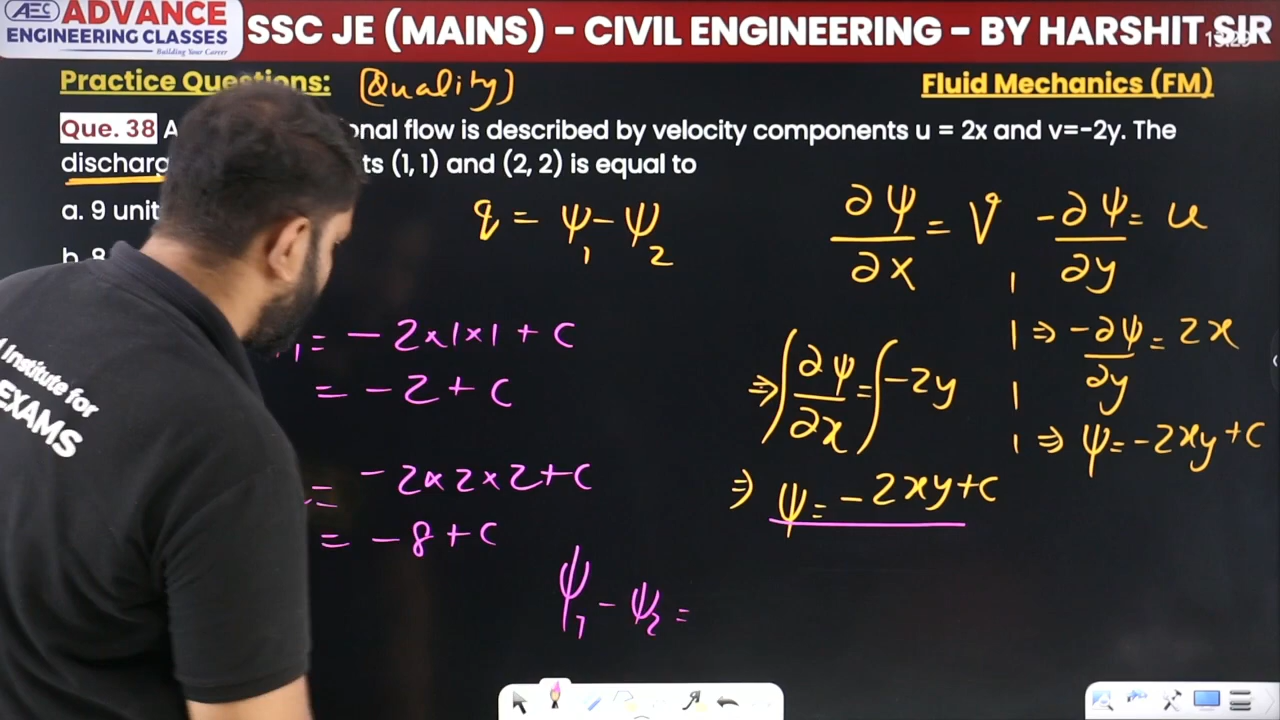 AEC ADVANCE
ENGINEERING CLASSES
Building Your Career
SSC JE (MAINS) - CIVIL ENGINEERING - BY HARSHIT SIR
Practice Questions: (Quality)
Fluid Mechanics (FM)
Que. 38 A onal flow is described by velocity components u = 2x and v=-2y. The
discharg ts (1, 1) and (2, 2) is equal to
a. 9 unit
b. 8
q = ψ₁ - ψ₂
∂ψ/∂x = V
-∂ψ/∂y = u
⇒ ∫ ∂ψ/∂x = ∫ -2y
⇒ ψ = -2xy+c
⇒ -∂ψ/∂y = 2x
⇒ ψ = -2xy+c
₁ = -2×1×1+c
= -2+c
= -2×2×2+c
= -8+c
ψ₁ - ψ₂ =
Institute for
EXAMS